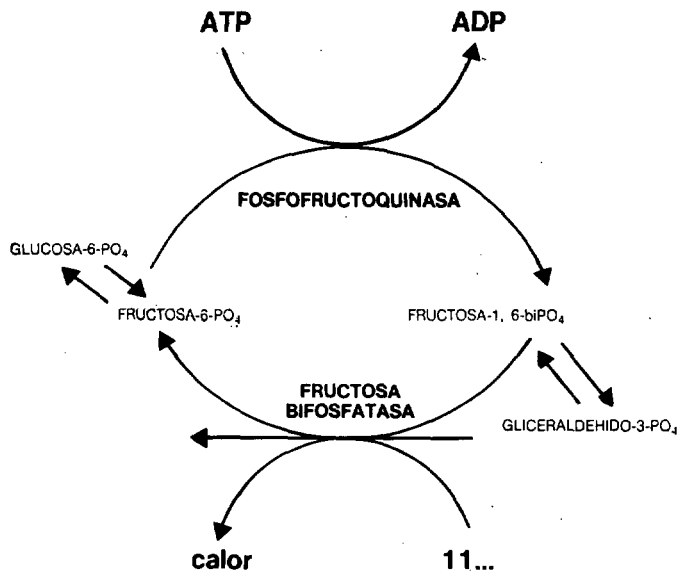 ATP
ADP
FOSFOFRUCTOQUINASA
GLUCOSA-6-PO₄
FRUCTOSA-6-PO₄
FRUCTOSA-1, 6-biPO₄
FRUCTOSA
BIFOSFATASA
GLICERALDEHIDO-3-PO₄
calor
11...